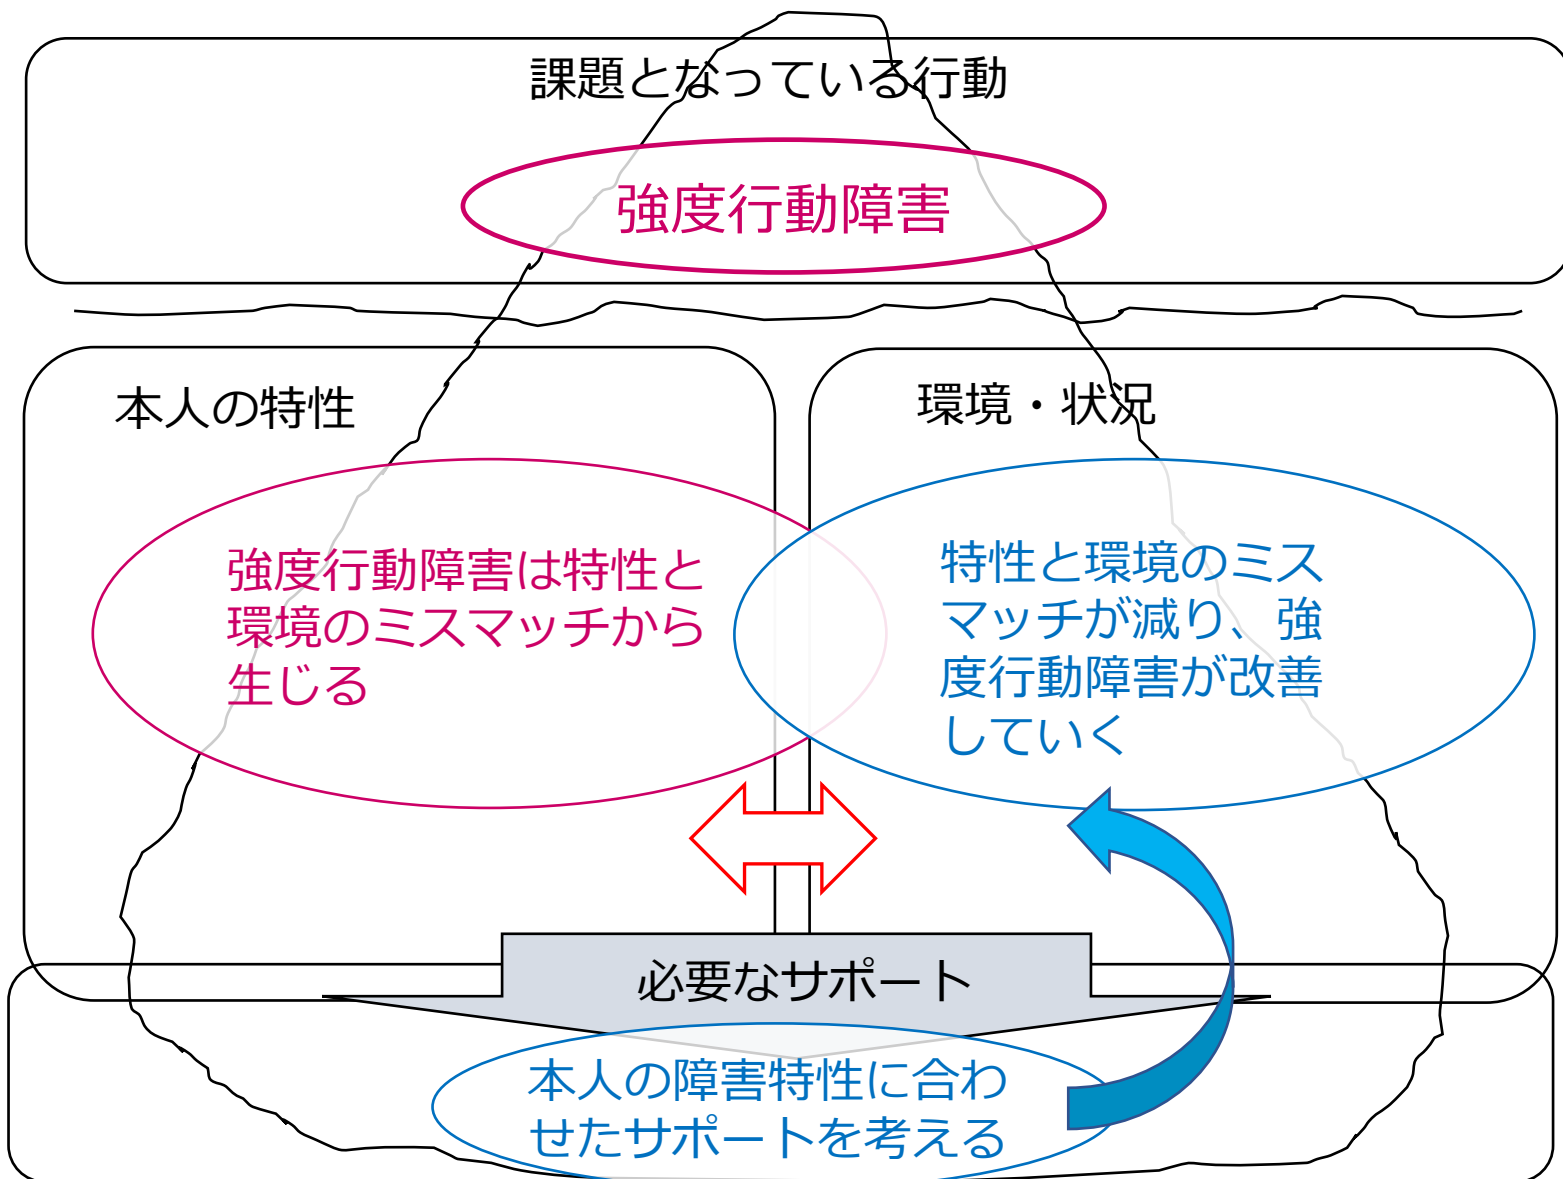 課題となっている行動
強度行動障害
本人の特性
環境・状況
強度行動障害は特性と
環境のミスマッチから
生じる
特性と環境のミス
マッチが減り、強
度行動障害が改善
していく
必要なサポート
本人の障害特性に合わ
せたサポートを考える